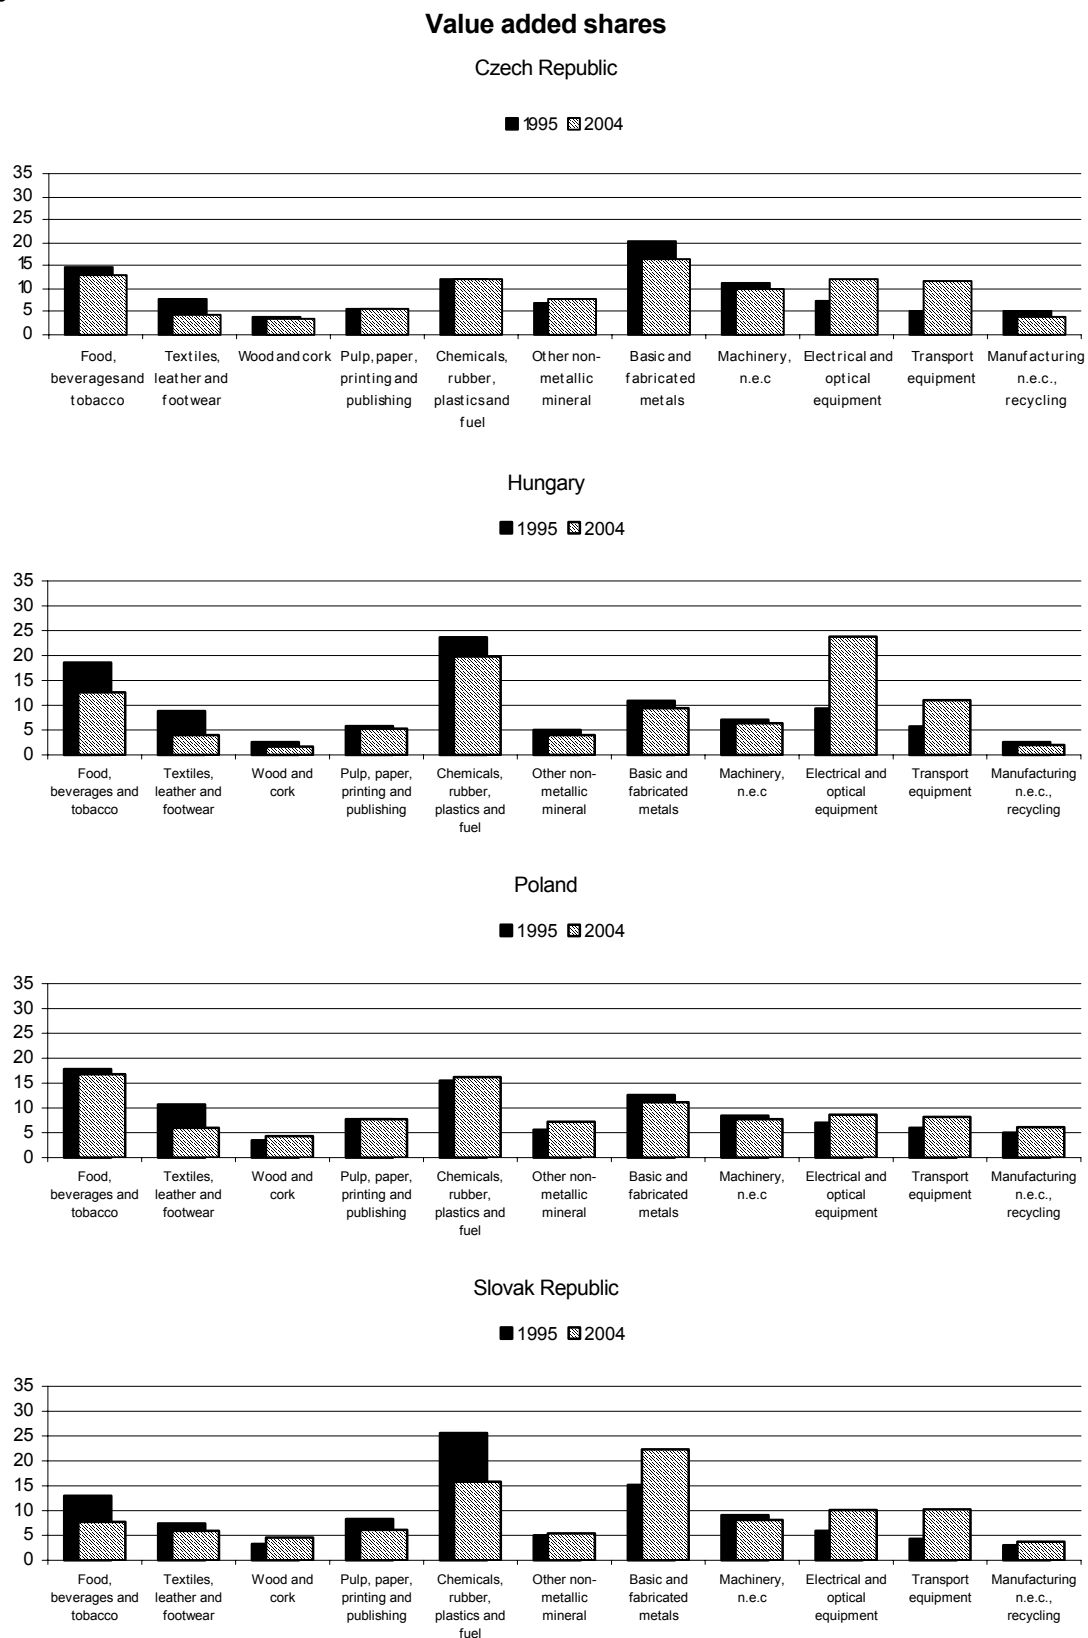 Value added shares
Czech Republic
1995 2004
35
30
25
20
15
10
5
0
Food, Textiles, Wood and cork Pulp, paper, Chemicals, Other non- Basic and Machinery, Electrical and Transport Manufacturing
beverages and leather and printing and rubber, metallic fabricated n.e.c optical equipment n.e.c.,
tobacco footwear publishing plastics and mineral metals equipment recycling
fuel
Hungary
1995 2004
35
30
25
20
15
10
5
0
Food, Textiles, Wood and Pulp, paper, Chemicals, Other non- Basic and Machinery, Electrical and Transport Manufacturing
beverages and leather and cork printing and rubber, metallic fabricated n.e.c optical equipment n.e.c.,
tobacco footwear publishing plastics and mineral metals equipment recycling
fuel
Poland
1995 2004
35
30
25
20
15
10
5
0
Food, Textiles, Wood and Pulp, paper, Chemicals, Other non- Basic and Machinery, Electrical and Transport Manufacturing
beverages and leather and cork printing and rubber, metallic fabricated n.e.c optical equipment n.e.c.,
tobacco footwear publishing plastics and mineral metals equipment recycling
fuel
Slovak Republic
1995 2004
35
30
25
20
15
10
5
0
Food, Textiles, Wood and Pulp, paper, Chemicals, Other non- Basic and Machinery, Electrical and Transport Manufacturing
beverages and leather and cork printing and rubber, metallic fabricated n.e.c optical equipment n.e.c.,
tobacco footwear publishing plastics and mineral metals equipment recycling
fuel